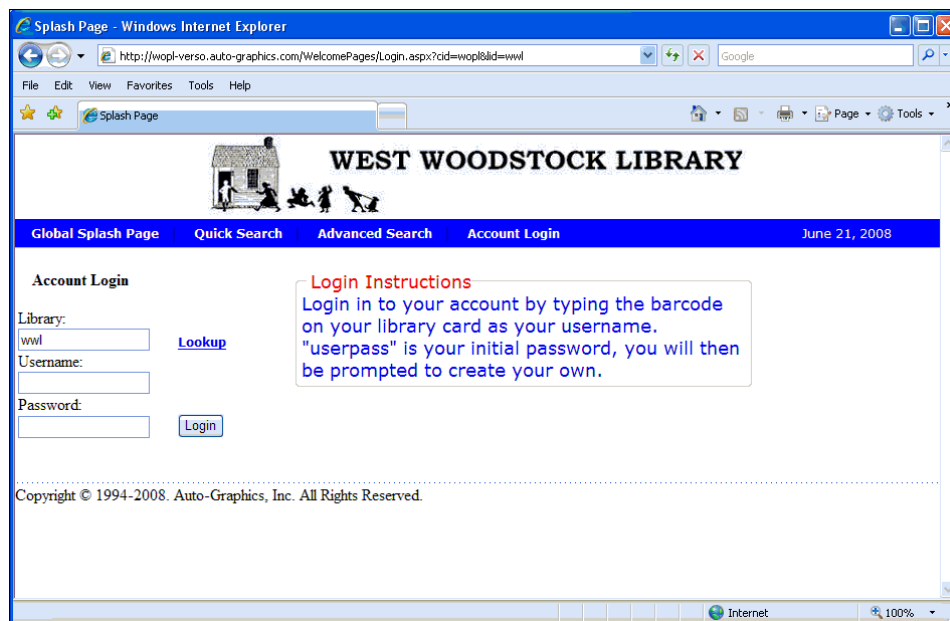 Splash Page - Windows Internet Explorer
http://wopl-verso.auto-graphics.com/WelcomePages/Login.aspx?cid=wopl&lid=wwl
Google
File Edit View Favorites Tools Help
Splash Page
Page Tools
WEST WOODSTOCK LIBRARY
Global Splash Page Quick Search Advanced Search Account Login June 21, 2008
Account Login
Login Instructions
Login in to your account by typing the barcode
on your library card as your username.
"userpass" is your initial password, you will then
be prompted to create your own.
Library:
wwl Lookup
Username:
Password:
Login
Copyright © 1994-2008. Auto-Graphics, Inc. All Rights Reserved.
Internet 100%